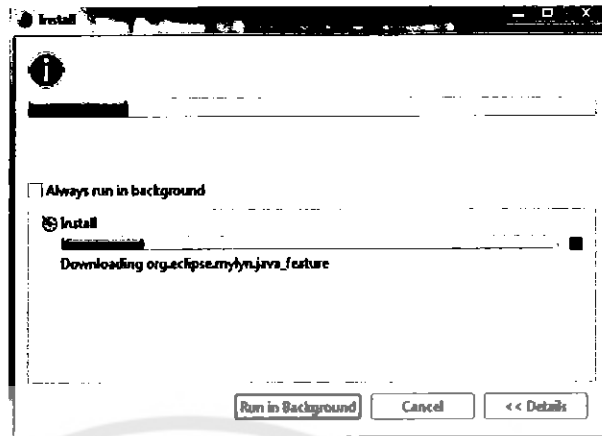 Install
Always run in background
Install
Downloading org.eclipse.mylyn.java_feature
Run in Background
Cancel
<< Details